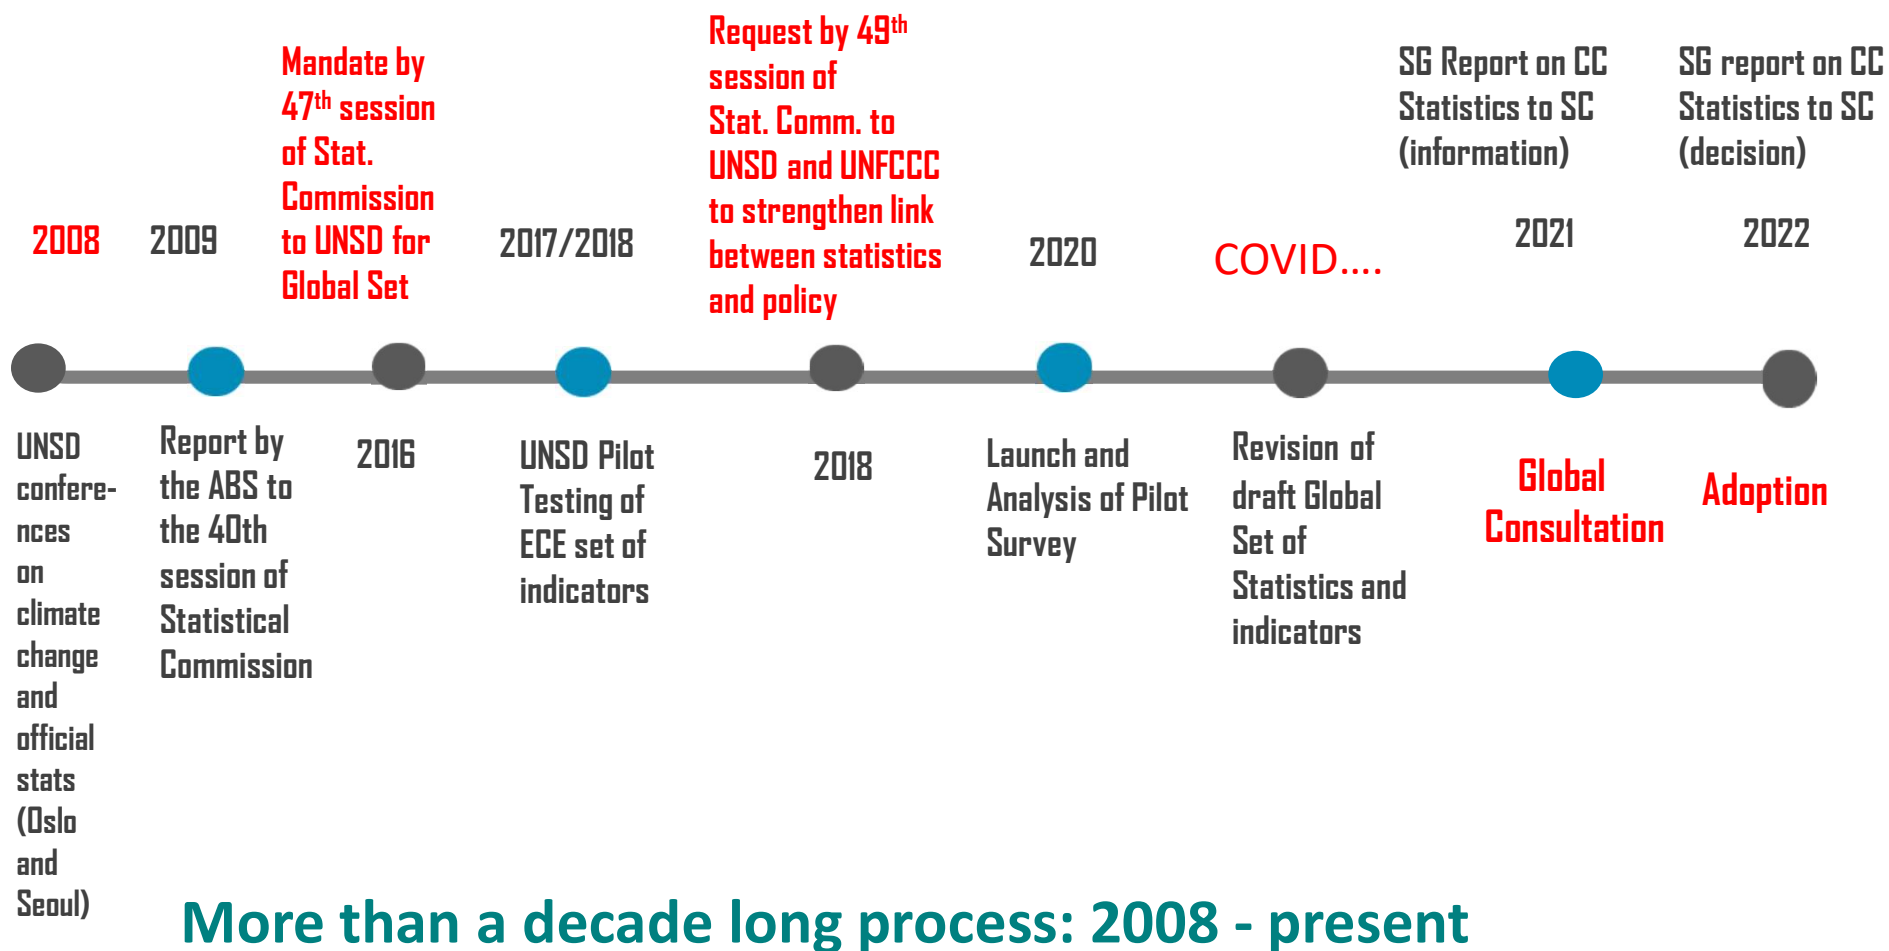 2008
UNSD
confere-
nces
on
climate
change
and
official
stats
(Oslo
and
Seoul)
2009
Report by
the ABS to
the 40th
session of
Statistical
Commission
Mandate by
47th session
of Stat.
Commission
to UNSD for
Global Set
2016
2017/2018
UNSD Pilot
Testing of
ECE set of
indicators
Request by 49th
session of
Stat. Comm. to
UNSD and UNFCCC
to strengthen link
between statistics
and policy
2018
2020
Launch and
Analysis of Pilot
Survey
COVID....
Revision of
draft Global
Set of
Statistics and
indicators
SG Report on CC
Statistics to SC
(information)
2021
Global
Consultation
SG report on CC
Statistics to SC
(decision)
2022
Adoption
More than a decade long process: 2008 - present